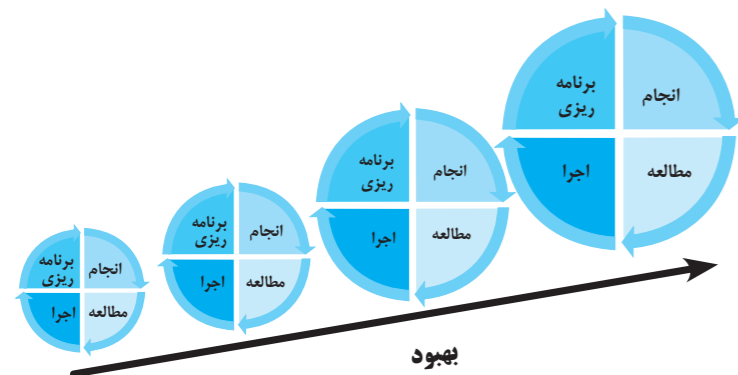 برنامه
ریزی
انجام
اجرا
مطالعه
برنامه
ریزی
انجام
اجرا
مطالعه
برنامه
ریزی
انجام
اجرا
مطالعه
برنامه
ریزی
انجام
اجرا
مطالعه
بهبود